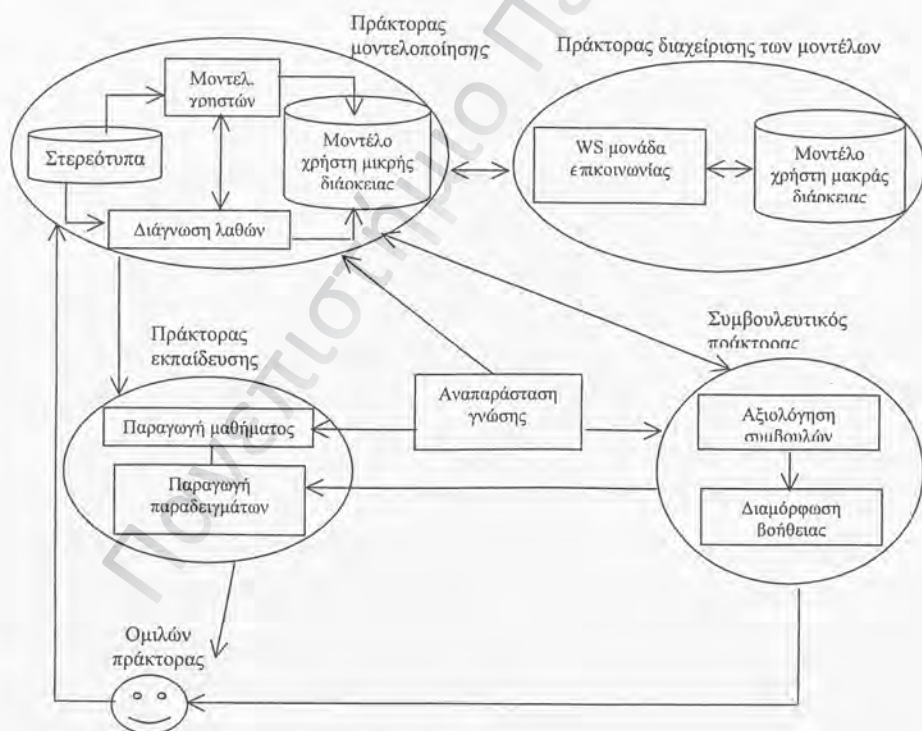 Πράκτορας
μοντελοποίησης
Μοντελ.
χρηστών
Στερεότυπα
Μοντέλο
χρήστη μικρής
διάρκειας
Διάγνωση λαθών
Πράκτορας διαχείρισης των μοντέλων
WS μονάδα
επικοινωνίας
Μοντέλο
χρήστη μακράς
διάρκειας
Πράκτορας
εκπαίδευσης
Παραγωγή μαθήματος
Παραγωγή
παραδειγμάτων
Αναπαράσταση
γνώσης
Συμβουλευτικός
πράκτορας
Αξιολόγηση
συμβουλών
Διαμόρφωση
βοήθειας
Ομιλών
πράκτορας
Πανεπιστήμιο Πα